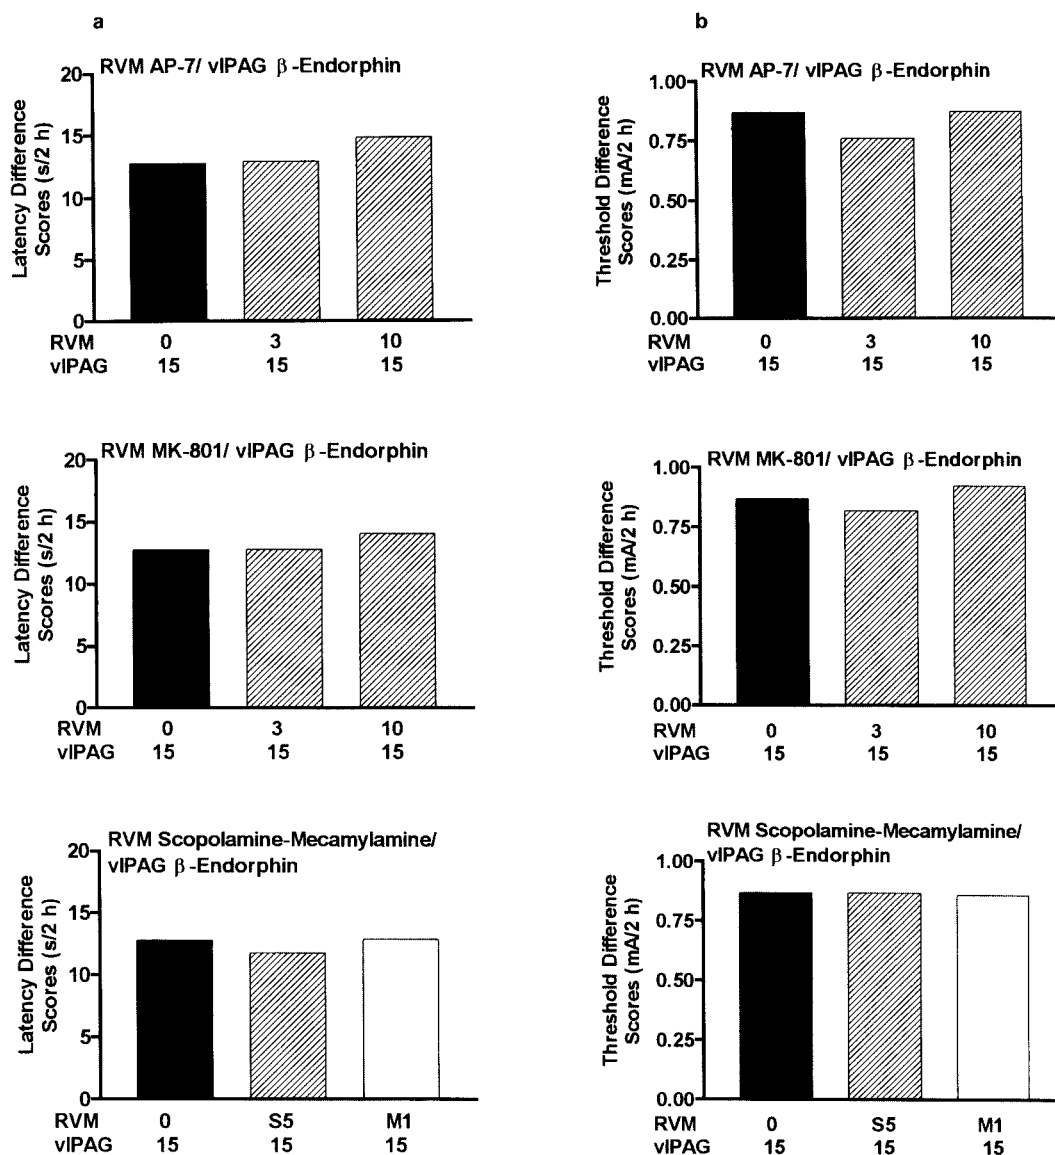 a
RVM AP-7/ vlPAG β-Endorphin
Latency Difference
Scores (s/2 h)
20
15
10
5
0
RVM 0 3 10
vlPAG 15 15 15
b
RVM AP-7/ vlPAG β-Endorphin
Threshold Difference
Scores (mA/2 h)
1.00
0.75
0.50
0.25
0.00
RVM 0 3 10
vlPAG 15 15 15
RVM MK-801/ vlPAG β-Endorphin
Latency Difference
Scores (s/2 h)
20
15
10
5
0
RVM 0 3 10
vlPAG 15 15 15
RVM MK-801/ vlPAG β-Endorphin
Threshold Difference
Scores (mA/2 h)
1.00
0.75
0.50
0.25
0.00
RVM 0 3 10
vlPAG 15 15 15
RVM Scopolamine-Mecamylamine/
vlPAG β-Endorphin
Latency Difference
Scores (s/2 h)
20
15
10
5
0
RVM 0 S5 M1
vlPAG 15 15 15
RVM Scopolamine-Mecamylamine/
vlPAG β-Endorphin
Threshold Difference
Scores (mA/2 h)
1.00
0.75
0.50
0.25
0.00
RVM 0 S5 M1
vlPAG 15 15 15